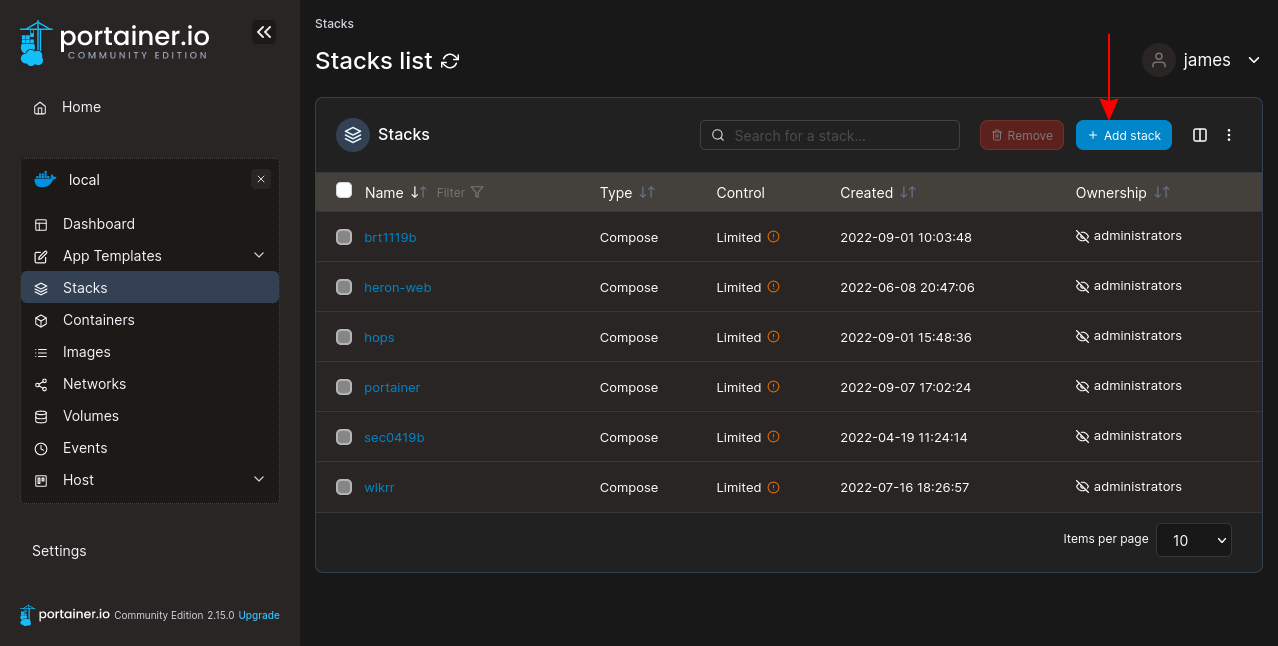 portainer.io
COMMUNITY EDITION
Home
local
Dashboard
App Templates
Stacks
Containers
Images
Networks
Volumes
Events
Host
Settings
portainer.io Community Edition 2.15.0 Upgrade
Stacks
Stacks list
james
Stacks
Search for a stack...
Remove
+ Add stack
Name Filter Type Control Created Ownership
brt1119b Compose Limited 2022-09-01 10:03:48 administrators
heron-web Compose Limited 2022-06-08 20:47:06 administrators
hops Compose Limited 2022-09-01 15:48:36 administrators
portainer Compose Limited 2022-09-07 17:02:24 administrators
sec0419b Compose Limited 2022-04-19 11:24:14 administrators
wlkrr Compose Limited 2022-07-16 18:26:57 administrators
Items per page 10